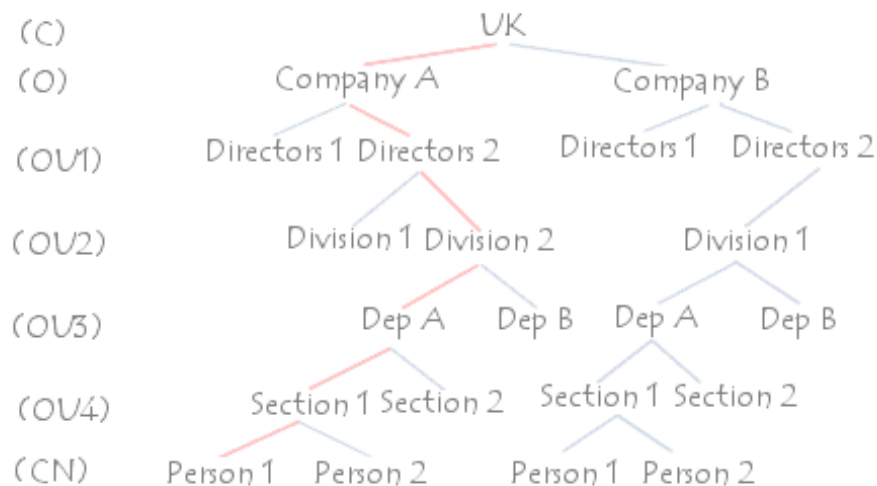 (C) UK
(O) Company A Company B
(OU1) Directors 1 Directors 2 Directors 1 Directors 2
(OU2) Division 1 Division 2 Division 1
(OU3) Dep A Dep B Dep A Dep B
(OU4) Section 1 Section 2 Section 1 Section 2
(CN) Person 1 Person 2 Person 1 Person 2